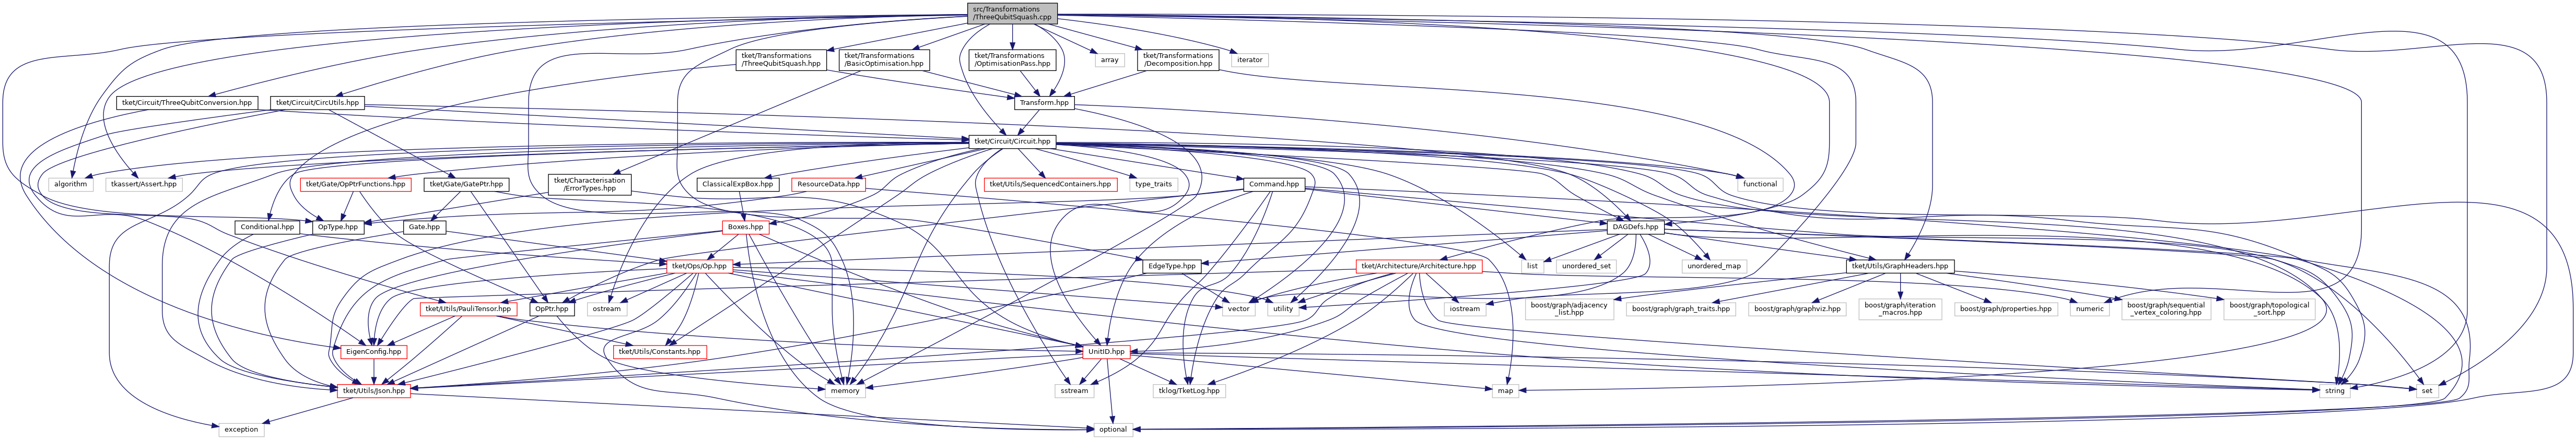 src/Transformations
/ThreeQubitSquash.cpp
tket/Transformations
/ThreeQubitSquash.hpp
tket/Transformations
/BasicOptimisation.hpp
tket/Transformations
/OptimisationPass.hpp
array
tket/Transformations
/Decomposition.hpp
iterator
tket/Circuit/ThreeQubitConversion.hpp
tket/Circuit/CircUtils.hpp
Transform.hpp
tket/Circuit/Circuit.hpp
algorithm
tkassert/Assert.hpp
tket/Gate/OpPtrFunctions.hpp
tket/Gate/GatePtr.hpp
tket/Characterisation
/ErrorTypes.hpp
ClassicalExpBox.hpp
ResourceData.hpp
tket/Utils/SequencedContainers.hpp
type_traits
Command.hpp
functional
Conditional.hpp
OpType.hpp
Gate.hpp
Boxes.hpp
DAGDefs.hpp
tket/Ops/Op.hpp
EdgeType.hpp
tket/Architecture/Architecture.hpp
list
unordered_set
unordered_map
tket/Utils/GraphHeaders.hpp
tket/Utils/PauliTensor.hpp
OpPtr.hpp
ostream
vector
utility
iostream
boost/graph/adjacency
_list.hpp
boost/graph/graph_traits.hpp
boost/graph/graphviz.hpp
boost/graph/iteration
_macros.hpp
boost/graph/properties.hpp
numeric
boost/graph/sequential
_vertex_coloring.hpp
boost/graph/topological
_sort.hpp
EigenConfig.hpp
tket/Utils/Constants.hpp
UnitID.hpp
tket/Utils/Json.hpp
memory
sstream
tklog/TketLog.hpp
map
string
set
exception
optional